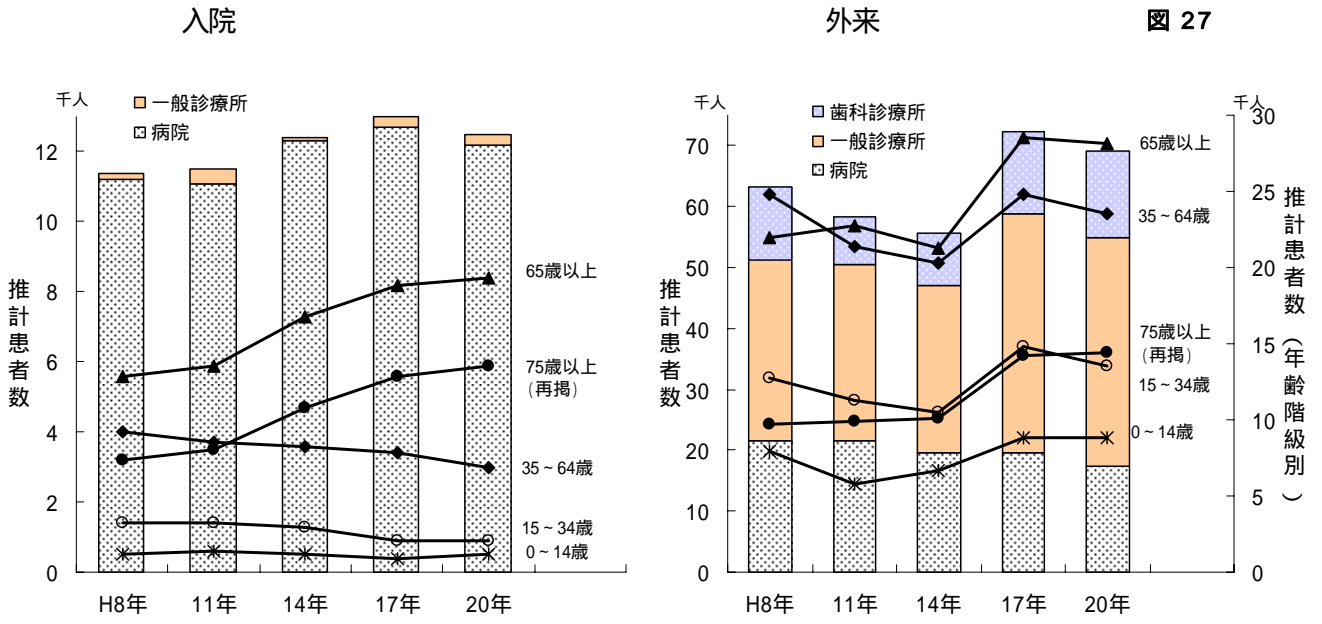 入院
外来
図 27
千人
一般診療所
病院
12
10
8
6
4
2
0
推計患者数
65歳以上
75歳以上
(再掲)
35~64歳
15~34歳
0~14歳
H8年
11年
14年
17年
20年
千人
歯科診療所
一般診療所
病院
70
60
50
40
30
20
10
0
推計患者数
千人
30
25
20
15
10
5
0
推計患者数(年齢階級別)
65歳以上
35~64歳
75歳以上
(再掲)
15~34歳
0~14歳
H8年
11年
14年
17年
20年